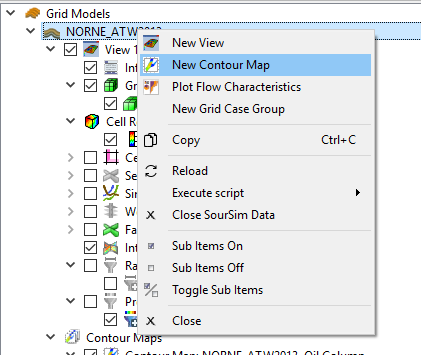 Grid Models
NORNE_ATW2013
View 1
New View
Inf
New Contour Map
Gr
Plot Flow Characteristics
New Grid Case Group
Cell R
Copy Ctrl+C
Ce
Reload
Se
Execute script
Si
Close SourSim Data
W
Fa
Sub Items On
Int
Sub Items Off
Ra
Toggle Sub Items
Pr
Close
Contour Maps
Contour Map: NORNE_ATW2013, Oil Column